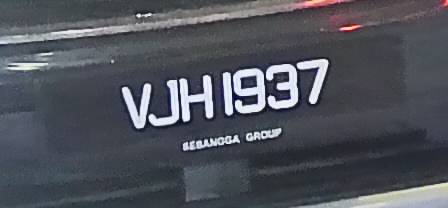 VJH 1937
SEBANGGA GROUP